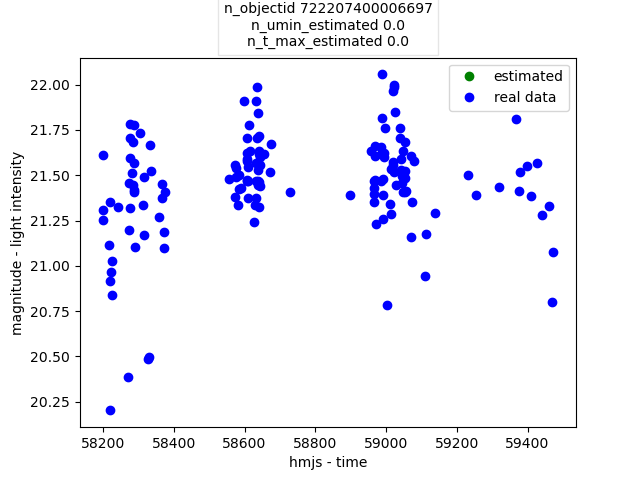 n_objectid 722207400006697
n_umin_estimated 0.0
n_t_max_estimated 0.0
estimated
real data
magnitude - light intensity
22.00
21.75
21.50
21.25
21.00
20.75
20.50
20.25
58200 58400 58600 58800 59000 59200 59400
hmjs - time